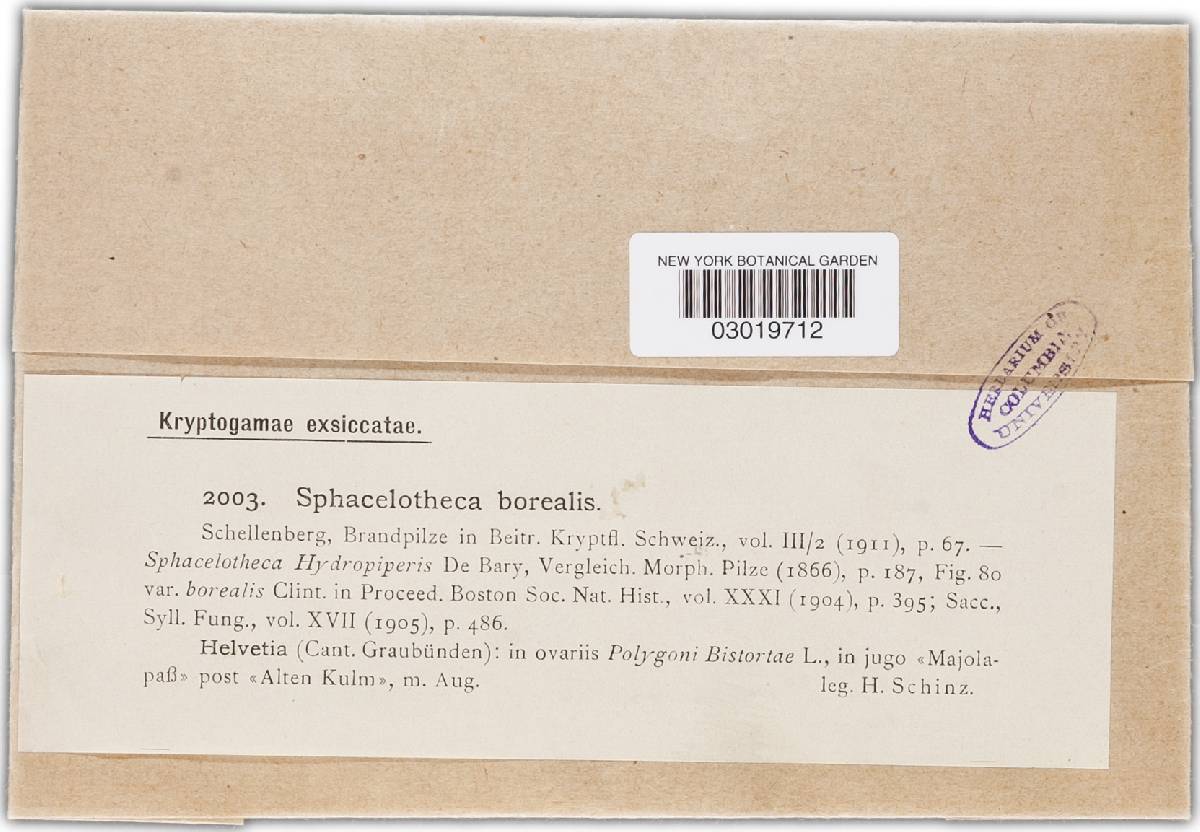 NEW YORK BOTANICAL GARDEN
03019712
HERBARIUM OF
COLUMBIA
UNIVERSITY
Kryptogamae exsiccatae.
2003. Sphacelotheca borealis.
Schellenberg, Brandpilze in Beitr. Kryptfl. Schweiz., vol. III/2 (1911), p. 67. —
Sphacelotheca Hydropiperis De Bary, Vergleich. Morph. Pilze (1866), p. 187, Fig. 80
var. borealis Clint. in Proceed. Boston Soc. Nat. Hist., vol. XXXI (1904), p. 395; Sacc.,
Syll. Fung., vol. XVII (1905), p. 486.
Helvetia (Cant. Graubünden): in ovariis Polygoni Bistortae L., in jugo «Majola-
paß» post «Alten Kulm», m. Aug. leg. H. Schinz.